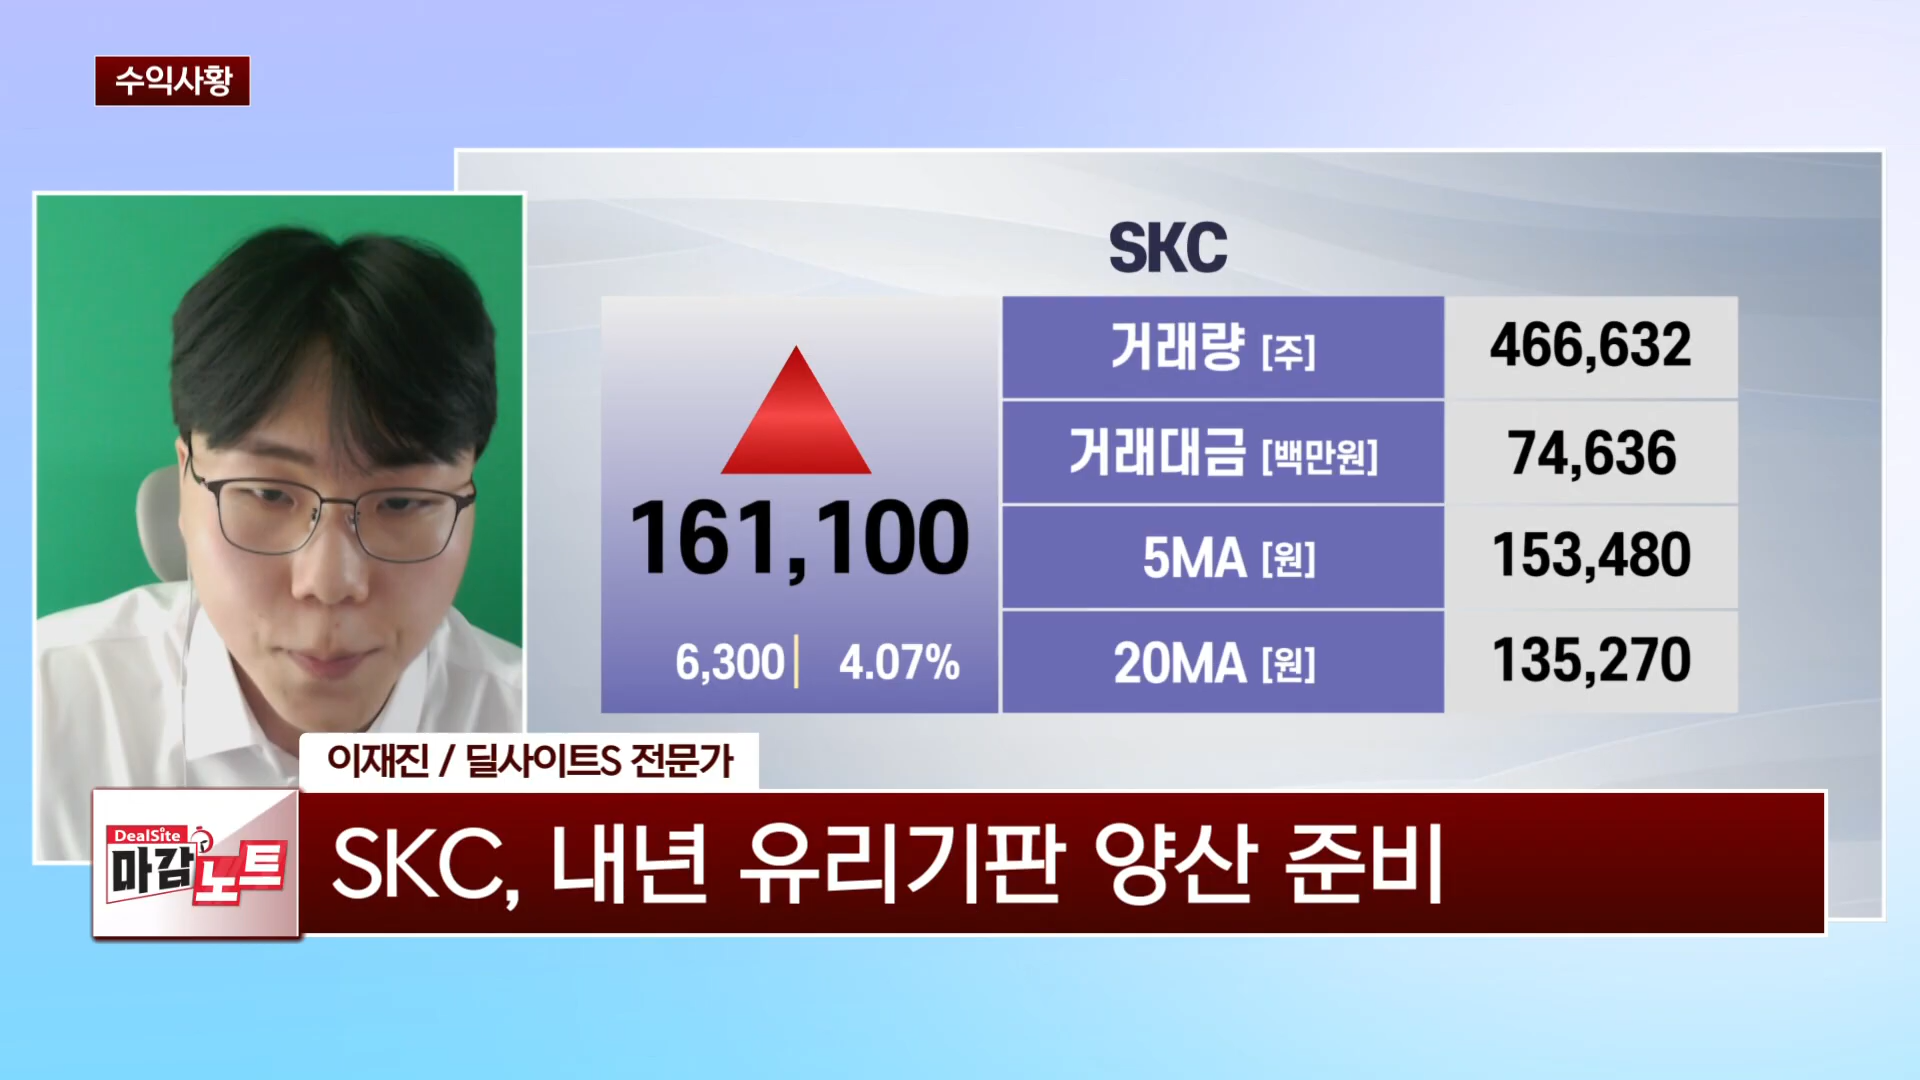 수익사황
SKC
161,100
6,300 4.07%
거래량 [주] 466,632
거래대금 [백만원] 74,636
5MA [원] 153,480
20MA [원] 135,270
이재진 / 딜사이트S 전문가
DealSite
마감
노트
SKC, 내년 유리기판 양산 준비